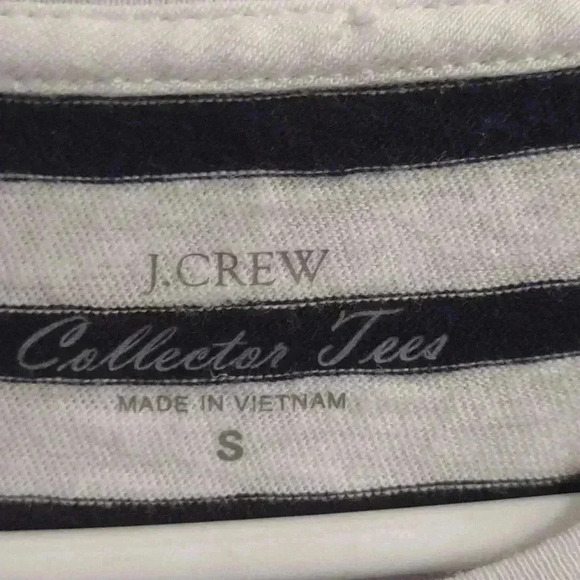 J.CREW
Collector Tees
MADE IN VIETNAM
S